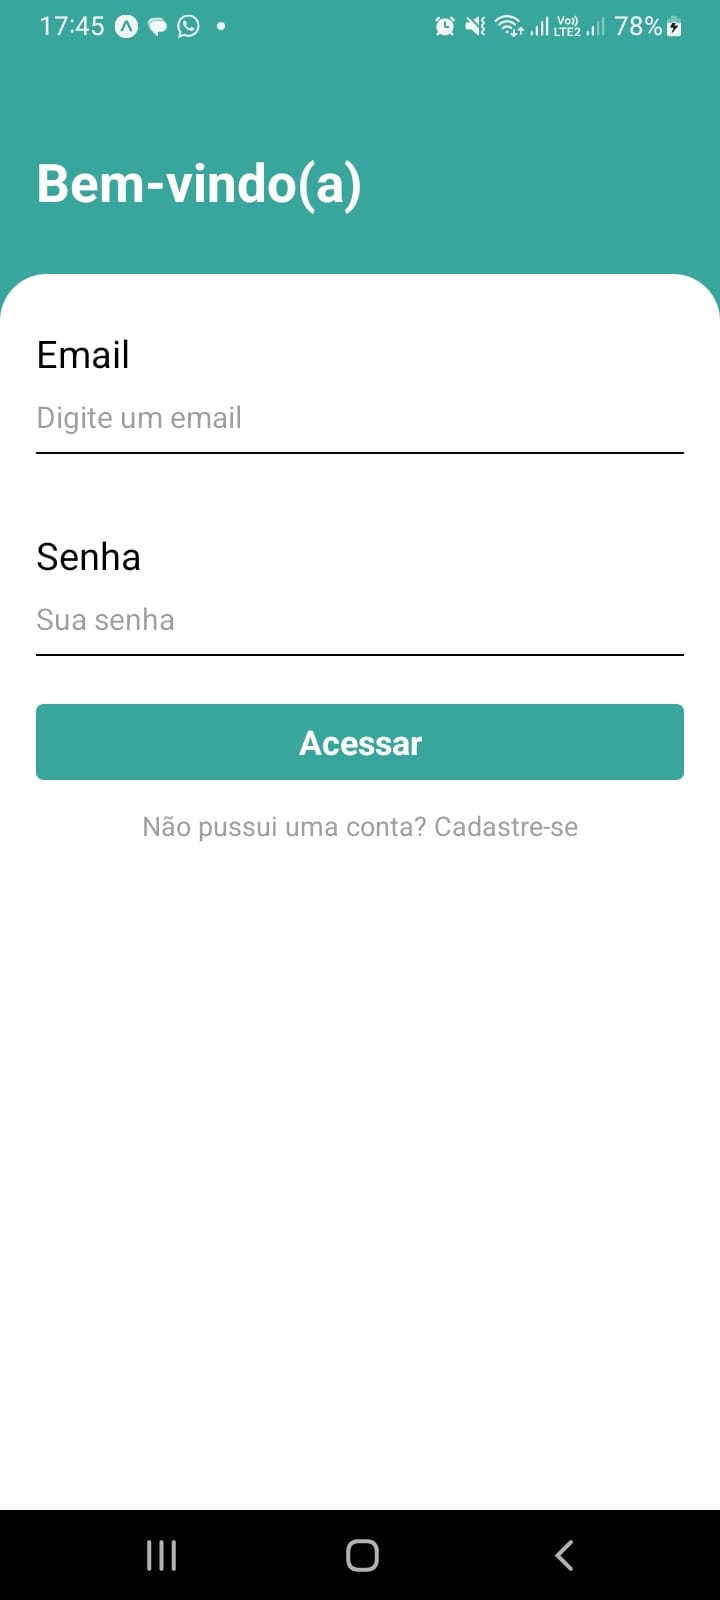 17:45
Vo))
LTE2
78%
Bem-vindo(a)
Email
Digite um email
Senha
Sua senha
Acessar
Não pussui uma conta? Cadastre-se